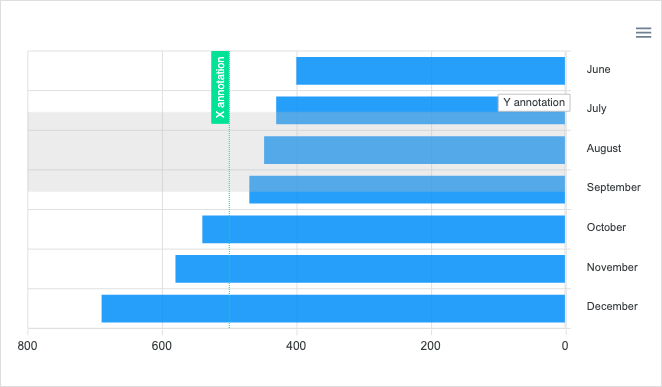 X annotation
June
Y annotation
July
August
September
October
November
December
800 600 400 200 0